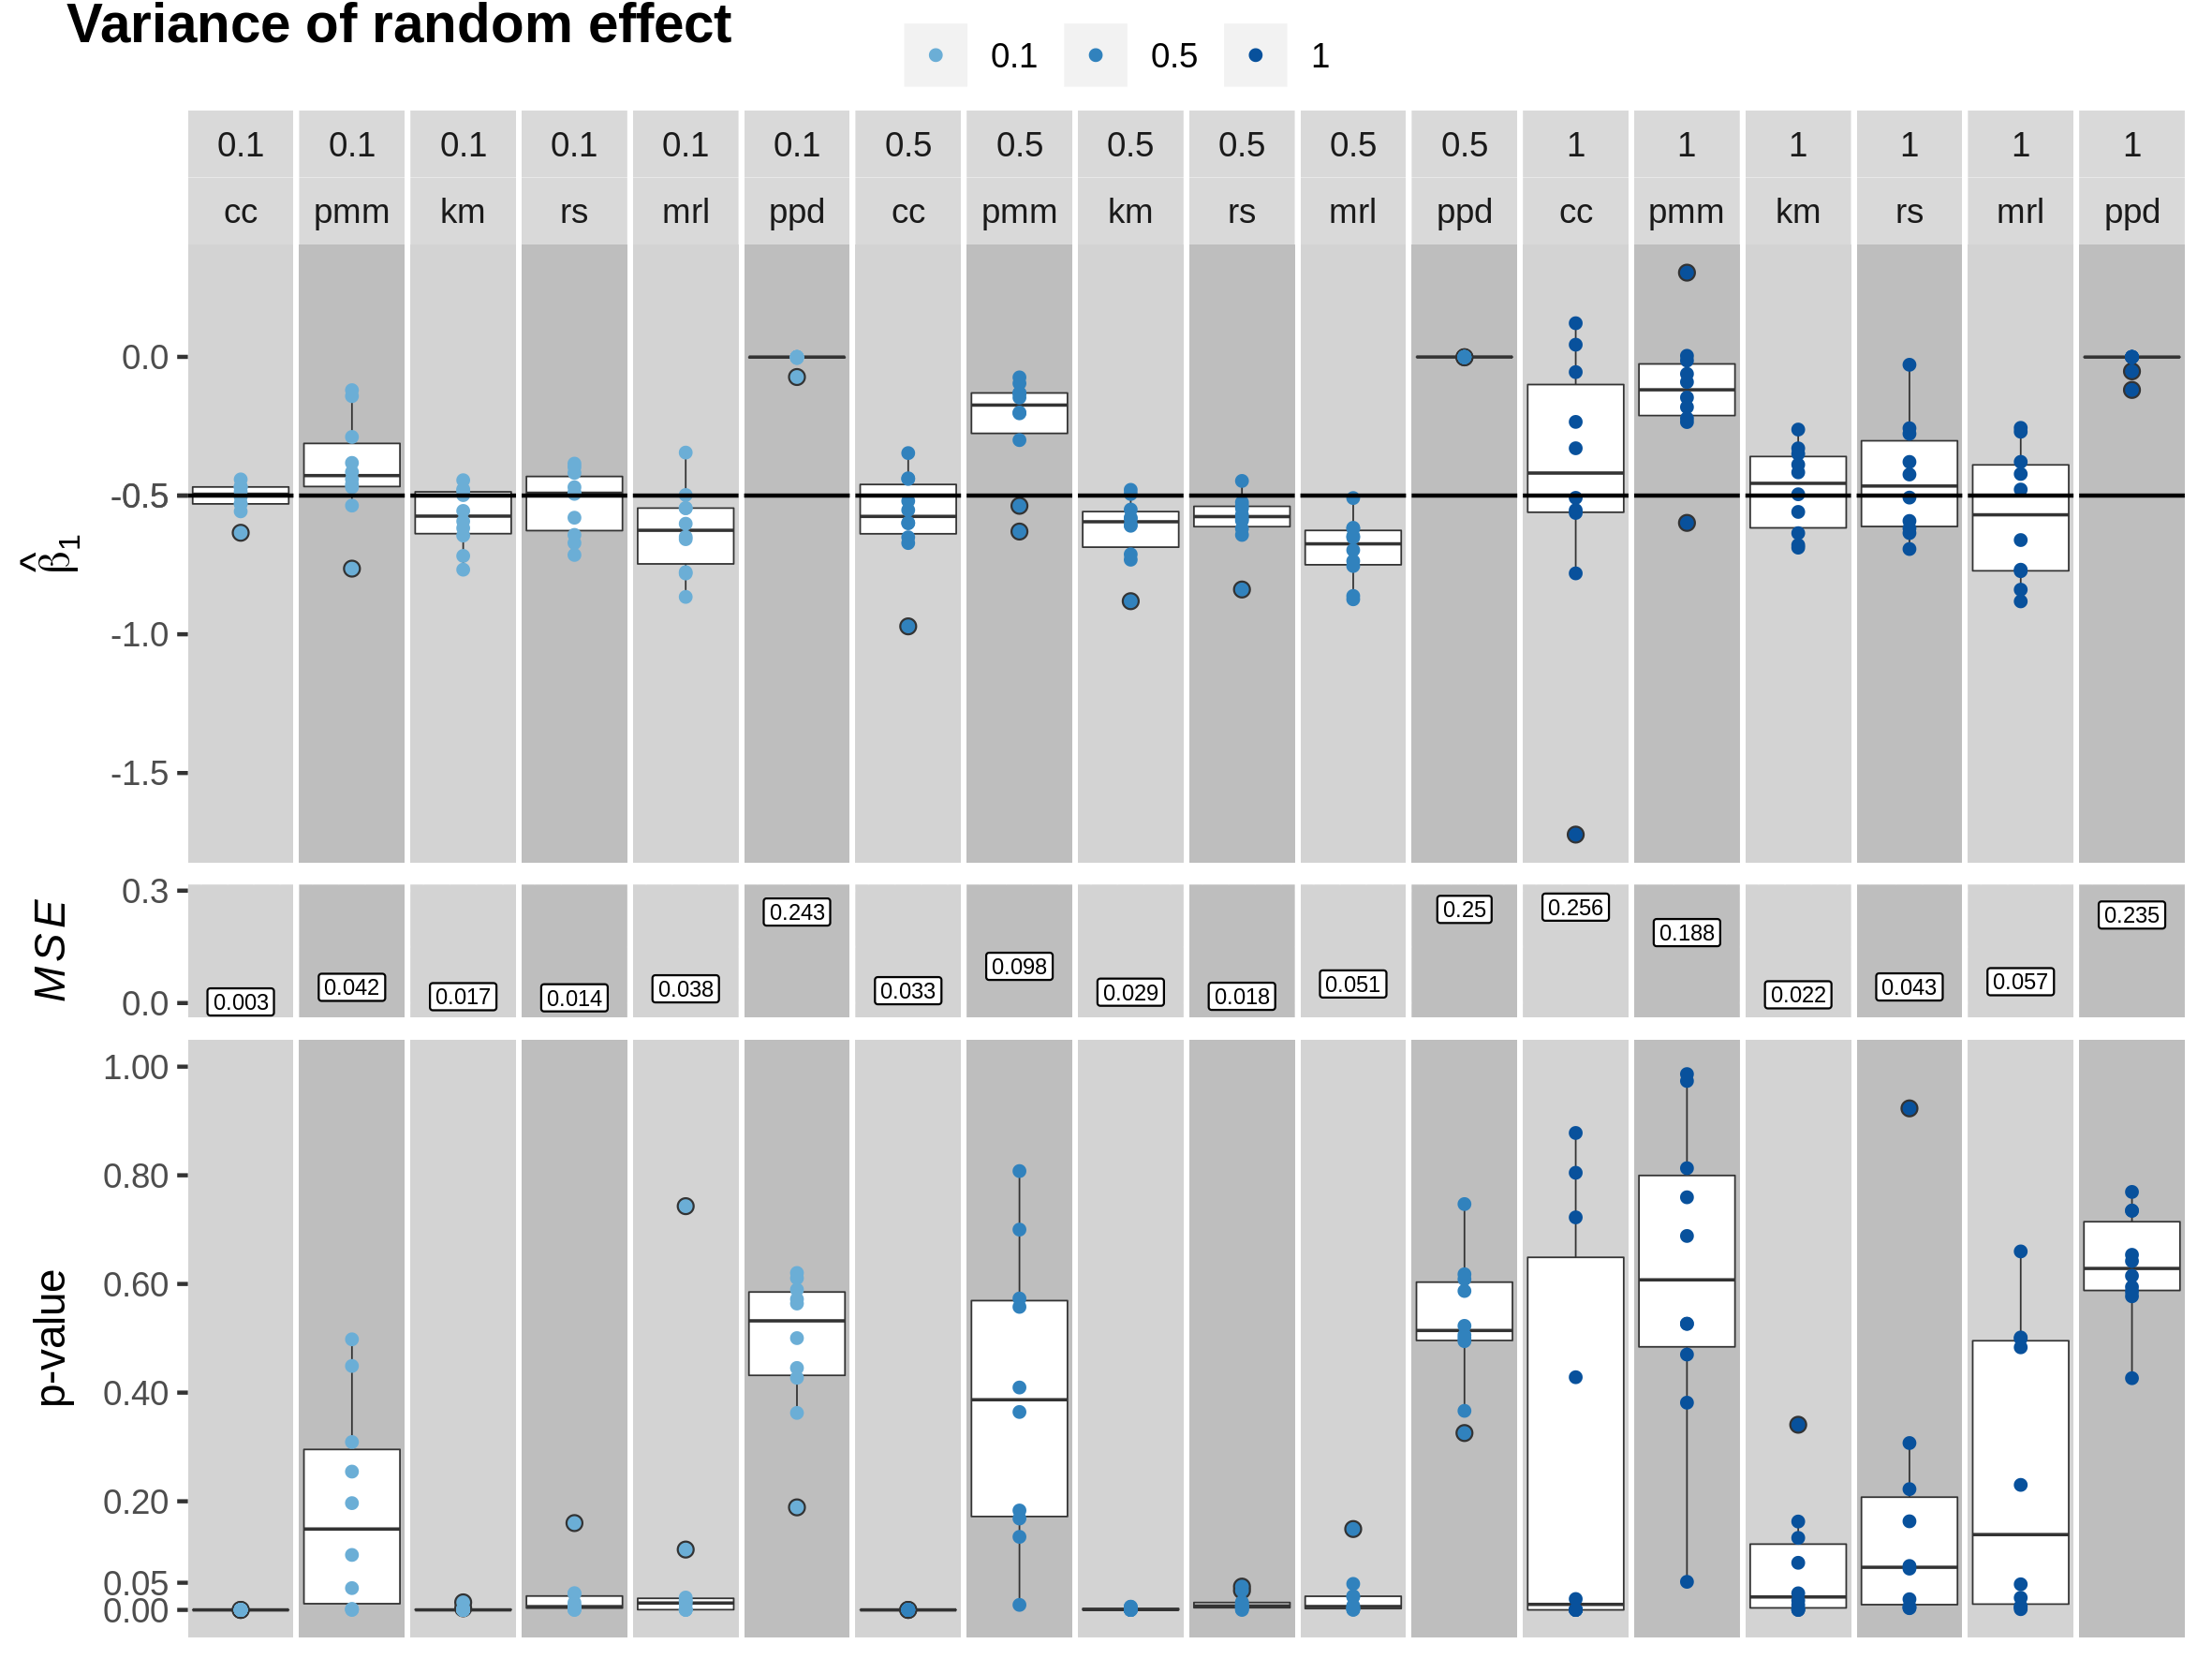 Variance of random effect
0.1 0.5 1
0.1 0.1 0.1 0.1 0.1 0.1 0.5 0.5 0.5 0.5 0.5 0.5 1 1 1 1 1 1
cc pmm km rs mrl ppd cc pmm km rs mrl ppd cc pmm km rs mrl ppd
0.0
-0.5
-1.0
-1.5
β̂1
0.3
0.0
MSE
0.003 0.042 0.017 0.014 0.038 0.243 0.033 0.098 0.029 0.018 0.051 0.25 0.256 0.188 0.022 0.043 0.057 0.235
1.00
0.80
0.60
0.40
0.20
0.05
0.00
p-value